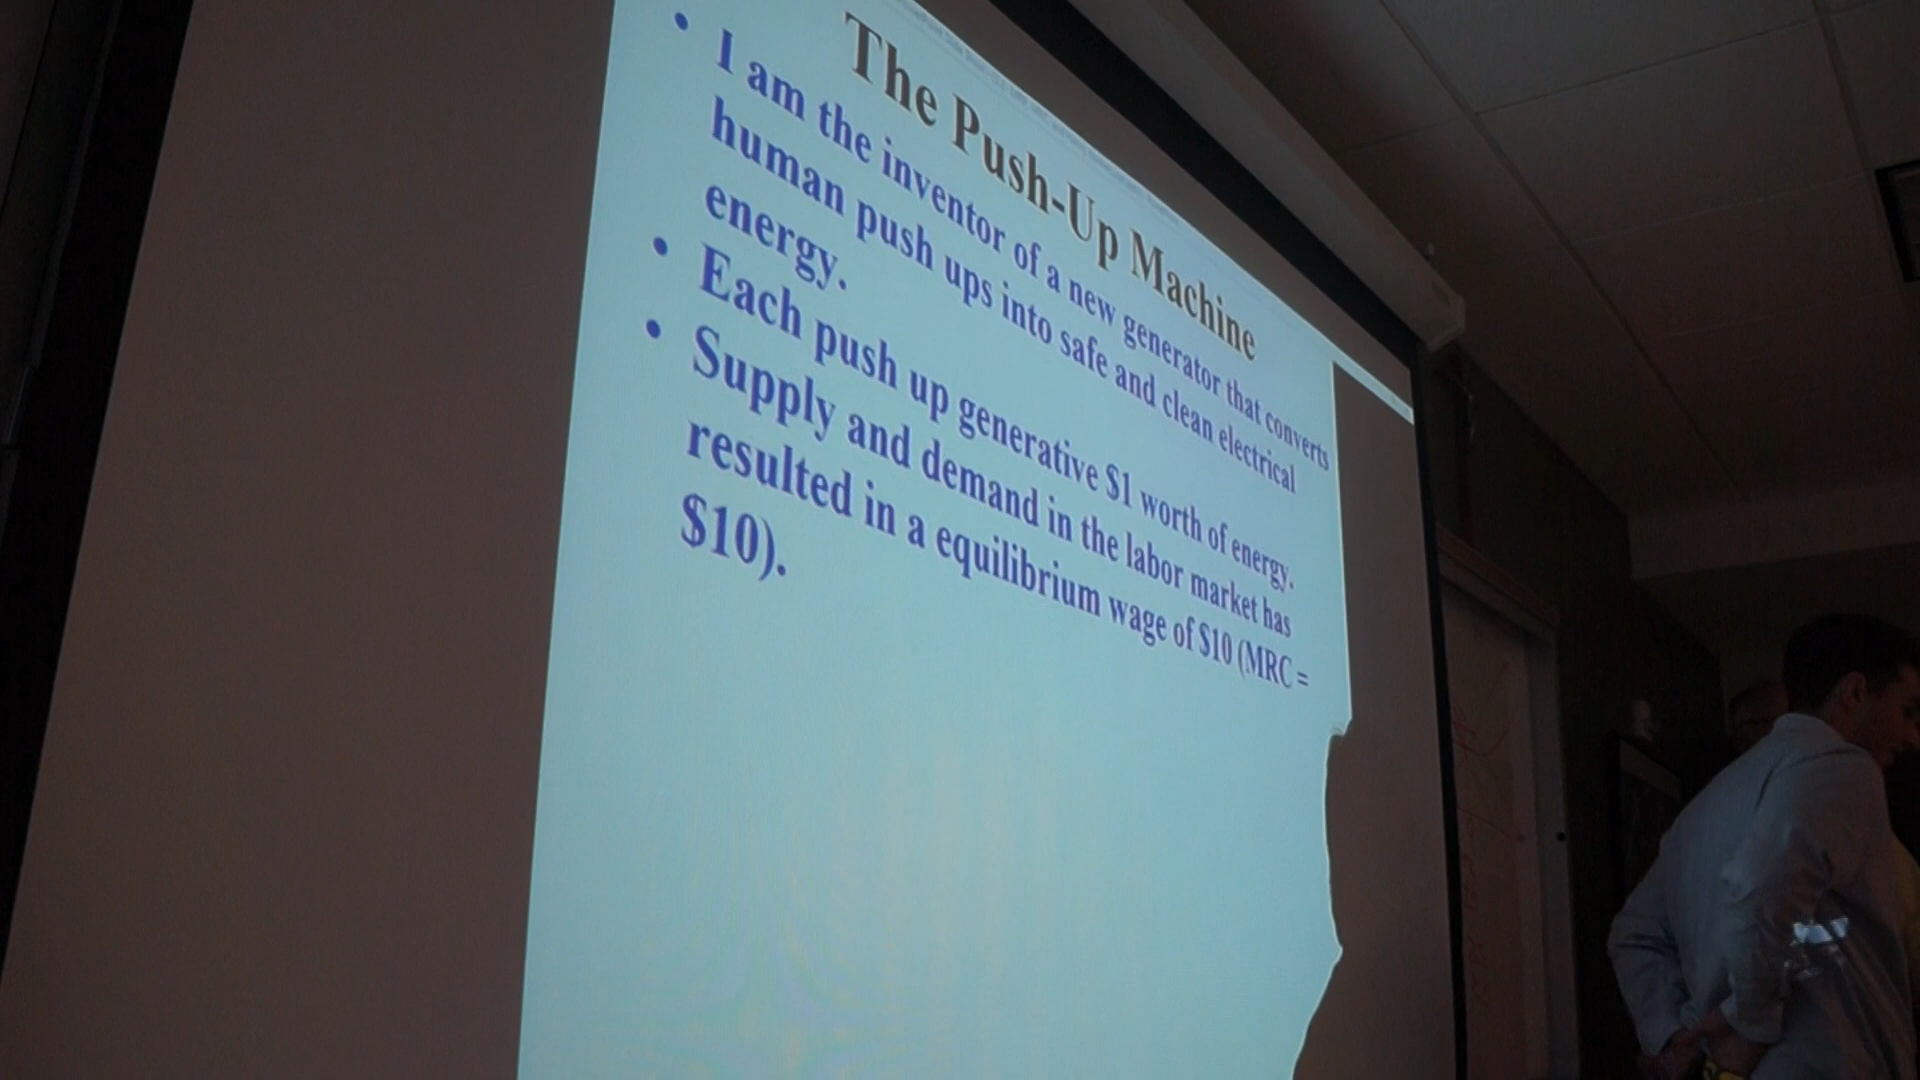 The Push-Up Machine
• I am the inventor of a new generator that converts
human push ups into safe and clean electrical
energy.
• Each push up generative $1 worth of energy.
• Supply and demand in the labor market has
resulted in a equilibrium wage of $10 (MRC =
$10).